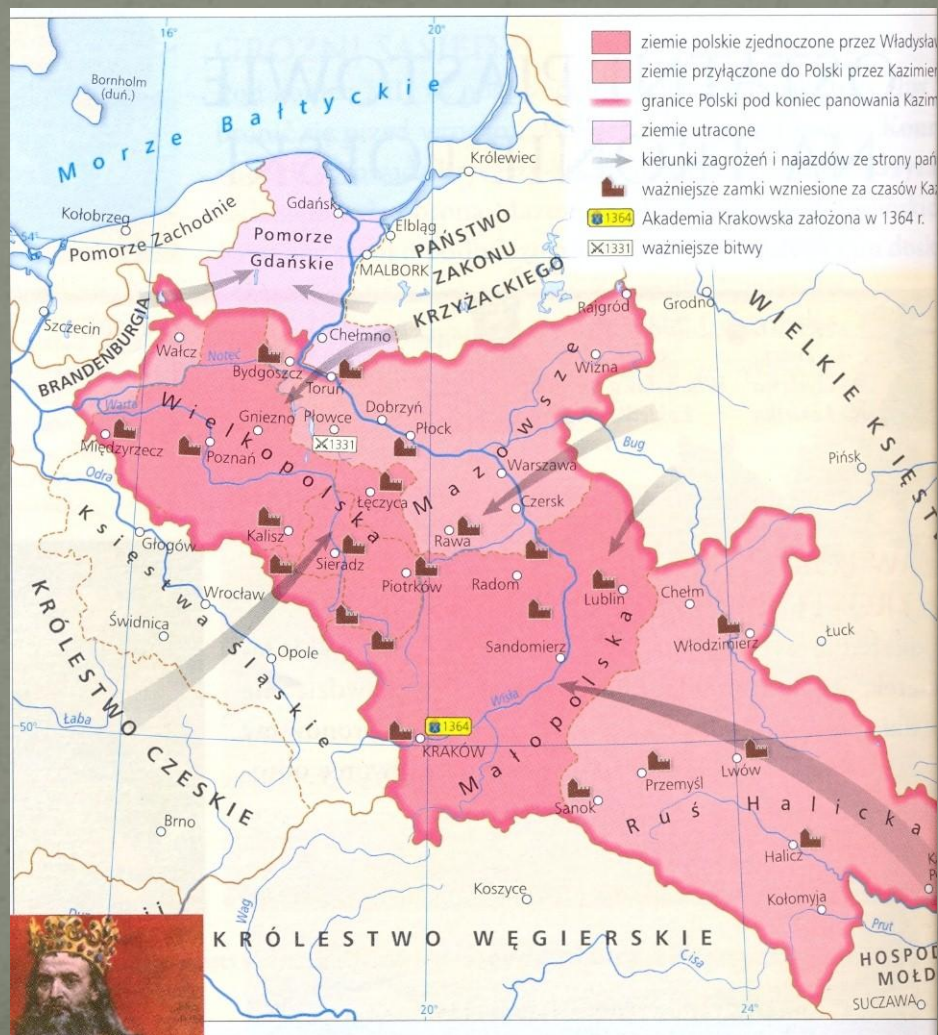 16°
20°
Bornholm
(duń.)
Morze Bałtyckie
ziemie polskie zjednoczone przez Władysław
ziemie przyłączone do Polski przez Kazimier
granice Polski pod koniec panowania Kazim
ziemie utracone
kierunki zagrożeń i najazdów ze strony pań
ważniejsze zamki wzniesione za czasów Kaz
1364 Akademia Krakowska założona w 1364 r.
1331 ważniejsze bitwy
Królewiec
Kołobrzeg
Gdańsk
Elbląg
54°
Pomorze Zachodnie
Pomorze
Gdańskie
MALBORK
PAŃSTWO
ZAKONU
KRZYŻACKIEGO
Rajgród
Grodno
WIELKIE KSIĘST
Szczecin
BRANDENBURGIA
Wałcz
Noteć
Bydgoszcz
Chełmno
Toruń
Wizna
Warta
Wielkopolska
Gniezno
Płowce
1331
Dobrzyń
Płock
Mazowsze
Międzyrzecz
Poznań
Bug
Pińsk
Warszawa
Odra
Łęczyca
Czersk
Rawa
Kalisz
Głogów
Sieradz
Piotrków
Radom
Lublin
Chełm
Księstwa Śląskie
Wrocław
Świdnica
Włodzimierz
Łuck
Opole
Sandomierz
KRÓLESTWO CZESKIE
Łaba
50°
Wisła
1364
KRAKÓW
Małopolska
Przemyśl
Lwów
Sanok
Ruś Halicka
Brno
Halicz
Koszyce
Kołomyja
Wag
KRÓLESTWO WĘGIERSKIE
Cisa
Prut
HOSPOD
MOŁD
SUCZAWA
20°
24°